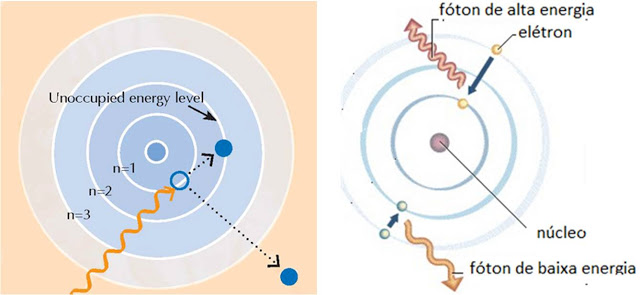 Unoccupied energy level
n=1
n=2
n=3
fóton de alta energia
elétron
núcleo
fóton de baixa energia